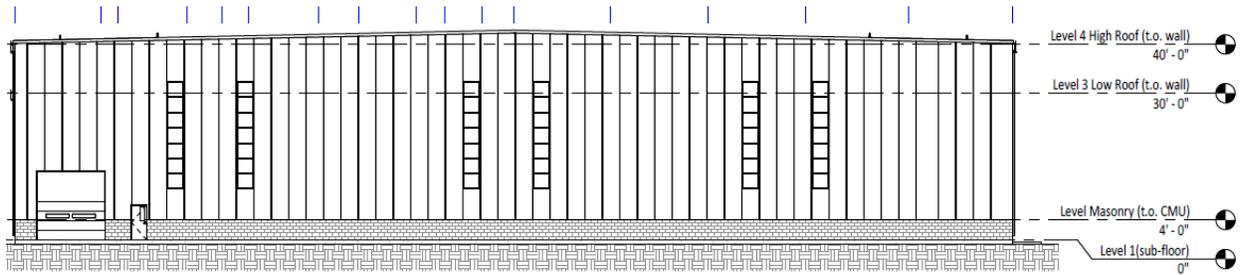 Level 4 High Roof (t.o. wall)
40' - 0"
Level 3 Low Roof (t.o. wall)
30' - 0"
Level Masonry (t.o. CMU)
4' - 0"
Level 1(sub-floor)
0"